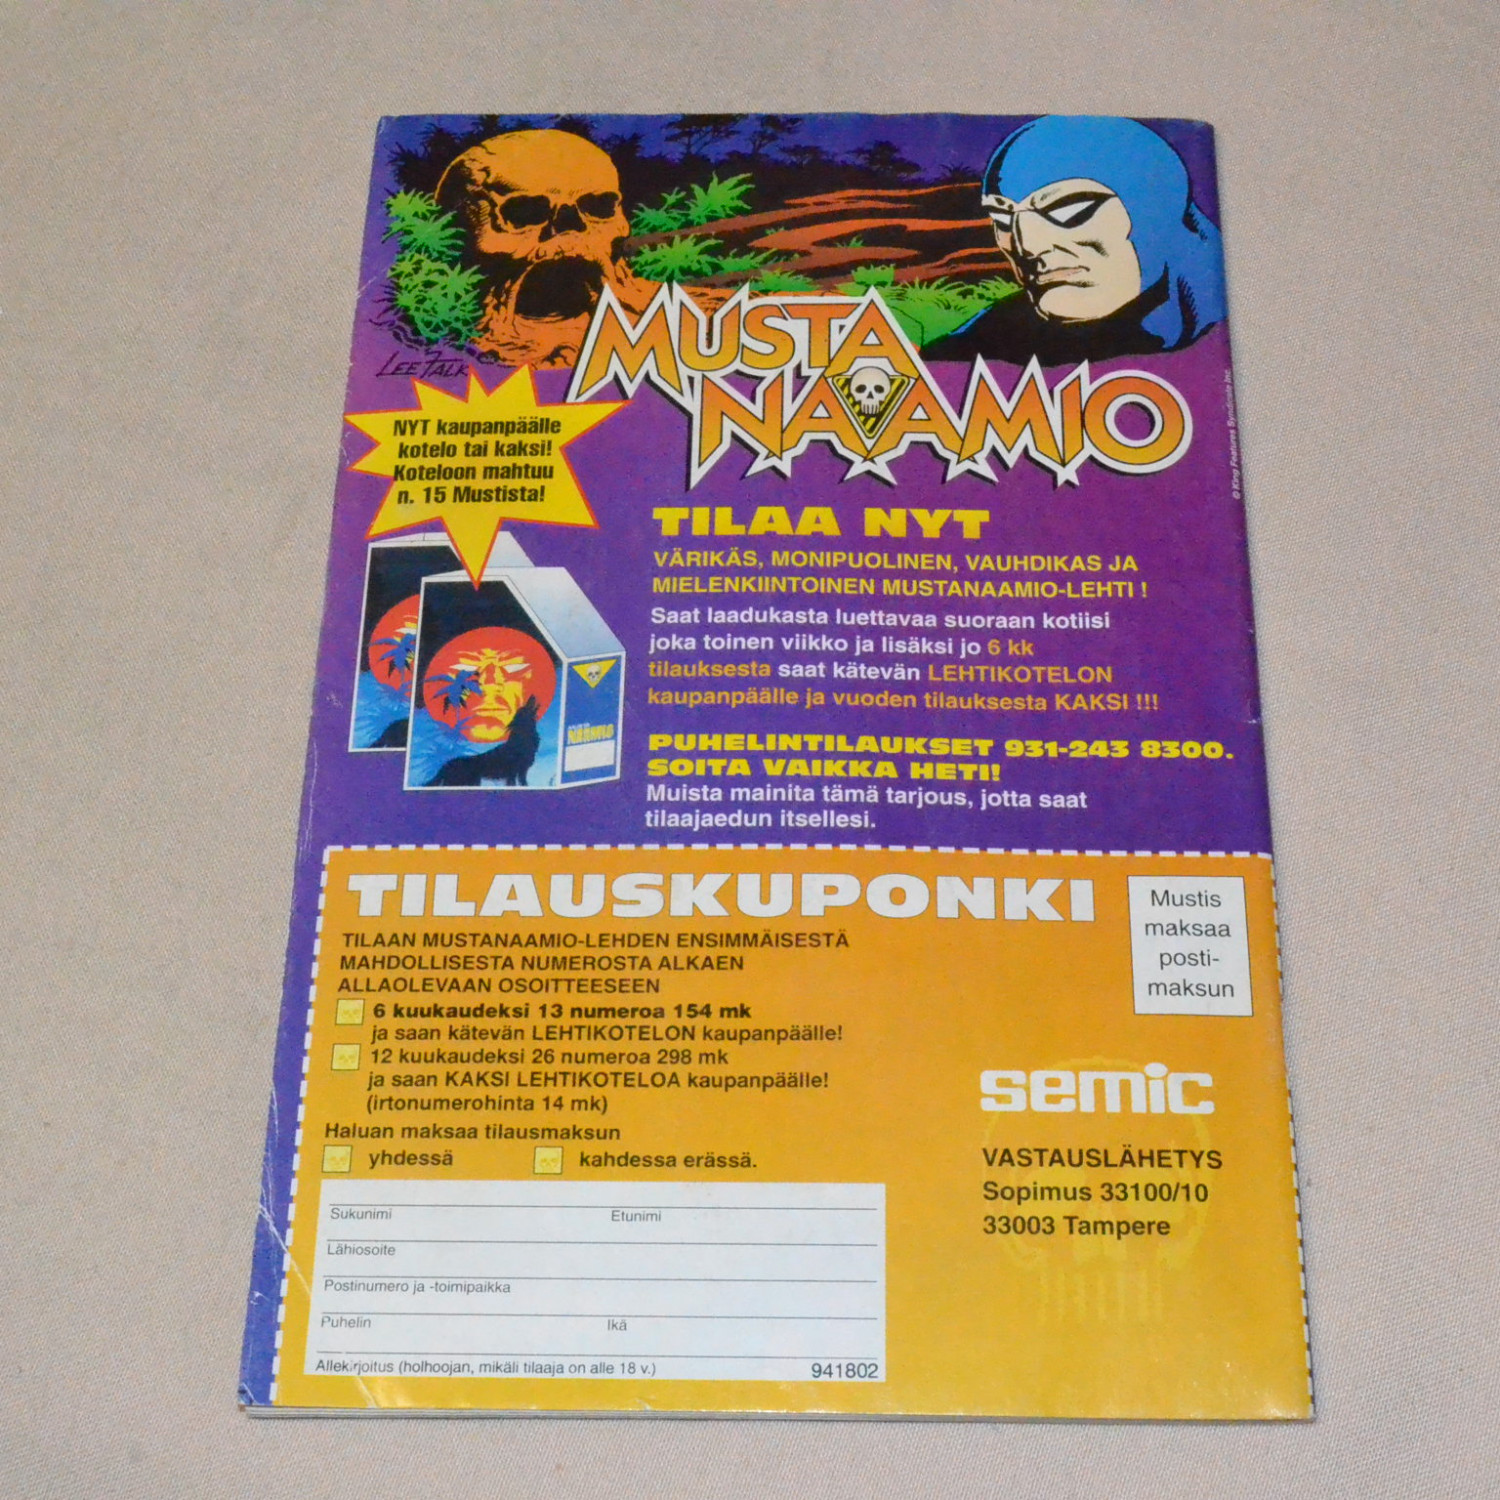 LEE FALK
MUSTA
NAAMIO
© King Features Syndicate Inc.
NYT kaupanpäälle
kotelo tai kaksi!
Koteloon mahtuu
n. 15 Mustista!
TILAA NYT
VÄRIKÄS, MONIPUOLINEN, VAUHDIKAS JA
MIELENKIINTOINEN MUSTANAAMIO-LEHTI !
Saat laadukasta luettavaa suoraan kotiisi
joka toinen viikko ja lisäksi jo 6 kk
tilauksesta saat kätevän LEHTIKOTELON
kaupanpäälle ja vuoden tilauksesta KAKSI !!!
NAAMIO
PUHELINTILAUKSET 931-243 8300.
SOITA VAIKKA HETI!
Muista mainita tämä tarjous, jotta saat
tilaajaedun itsellesi.
TILAUSKUPONKI
Mustis
maksaa
posti-
maksun
TILAAN MUSTANAAMIO-LEHDEN ENSIMMÄISESTÄ
MAHDOLLISESTA NUMEROSTA ALKAEN
ALLAOLEVAAN OSOITTEESEEN
6 kuukaudeksi 13 numeroa 154 mk
ja saan kätevän LEHTIKOTELON kaupanpäälle!
12 kuukaudeksi 26 numeroa 298 mk
ja saan KAKSI LEHTIKOTELOA kaupanpäälle!
(irtonumerohinta 14 mk)
Haluan maksaa tilausmaksun
yhdessä kahdessa erässä.
semic
VASTAUSLÄHETYS
Sopimus 33100/10
33003 Tampere
Sukunimi Etunimi
Lähiosoite
Postinumero ja -toimipaikka
Puhelin Ikä
Allekirjoitus (holhoojan, mikäli tilaaja on alle 18 v.) 941802